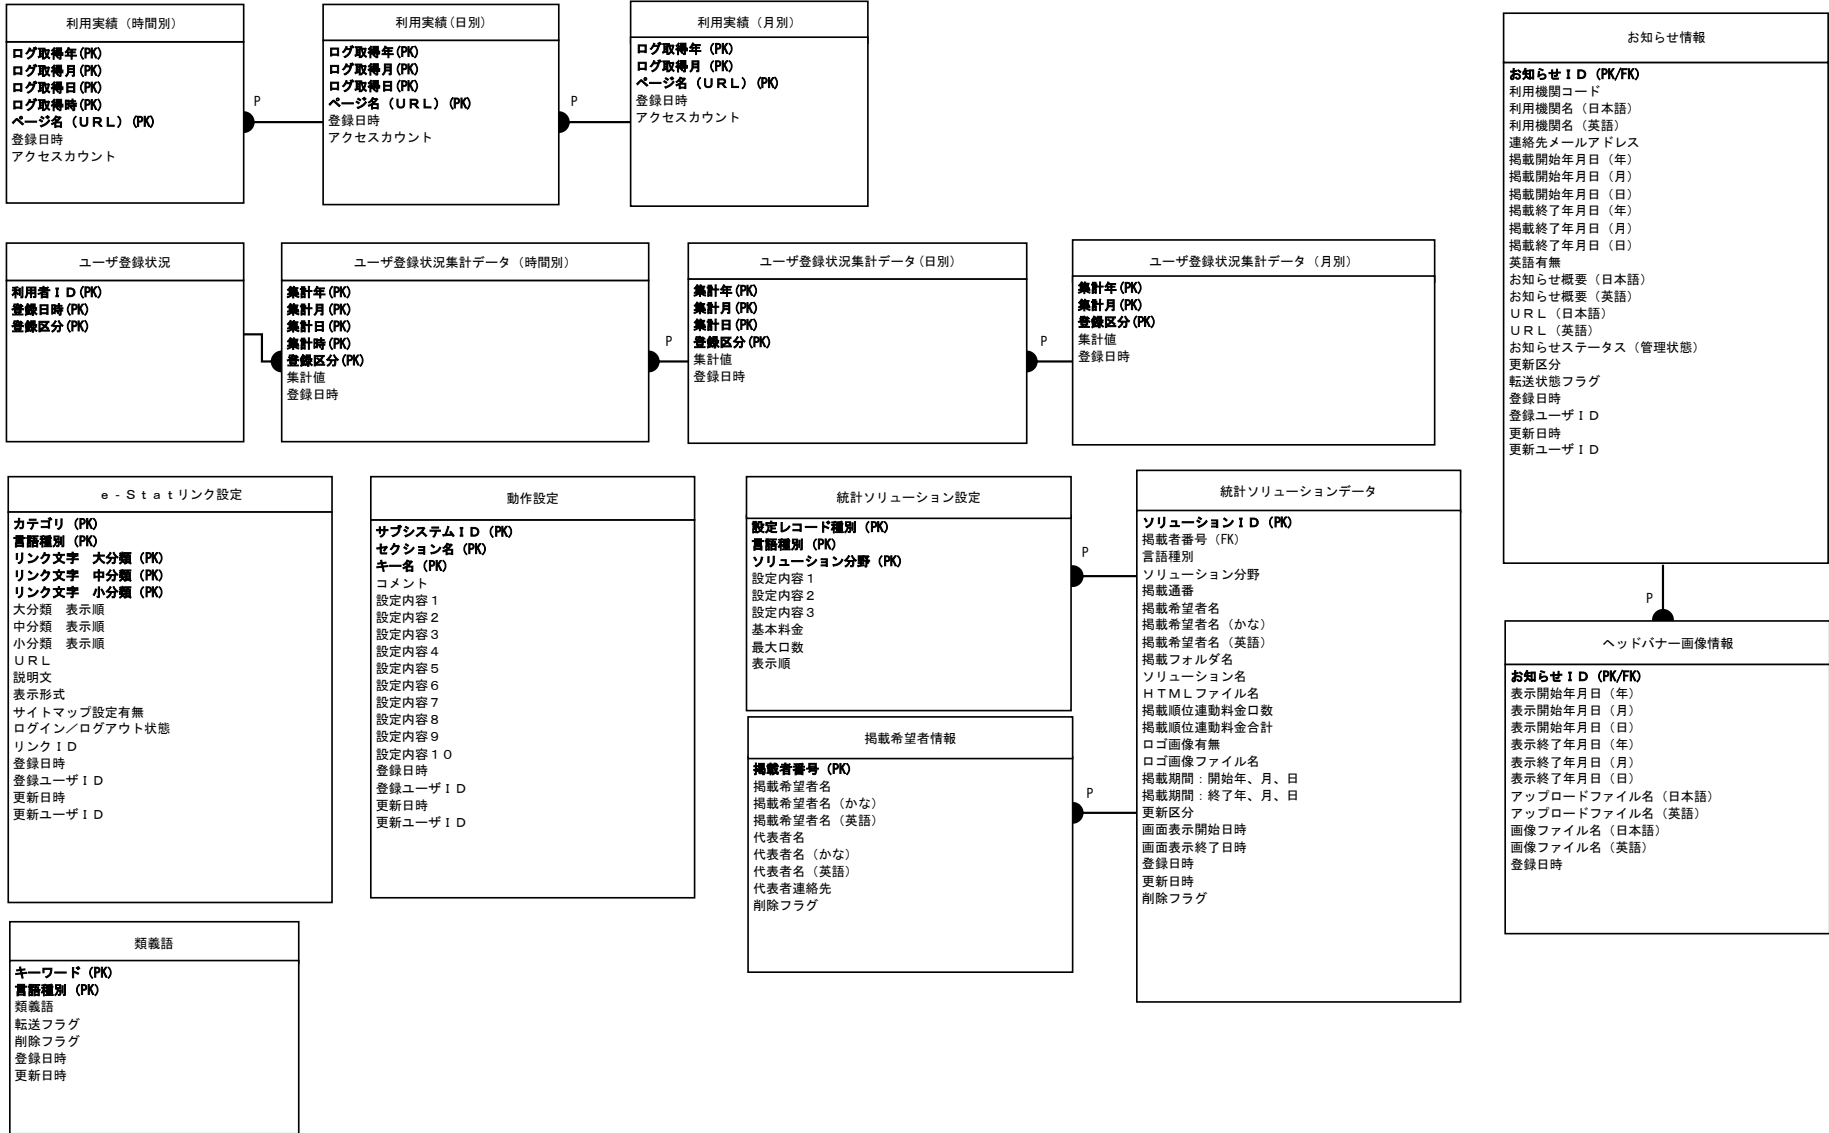 利用実績（時間別）
ログ取得年(PK)
ログ取得月(PK)
ログ取得日(PK)
ログ取得時(PK)
ページ名（ＵＲＬ）(PK)
登録日時
アクセスカウント
P
利用実績(日別）
ログ取得年(PK)
ログ取得月(PK)
ログ取得日(PK)
ページ名（ＵＲＬ）(PK)
登録日時
アクセスカウント
P
利用実績（月別）
ログ取得年（PK)
ログ取得月（PK)
ページ名（ＵＲＬ）(PK)
登録日時
アクセスカウント
お知らせ情報
お知らせＩＤ（PK/FK)
利用機関コード
利用機関名（日本語）
利用機関名（英語）
連絡先メールアドレス
掲載開始年月日（年）
掲載開始年月日（月）
掲載開始年月日（日）
掲載終了年月日（年）
掲載終了年月日（月）
掲載終了年月日（日）
英語有無
お知らせ概要（日本語）
お知らせ概要（英語）
ＵＲＬ（日本語）
ＵＲＬ（英語）
お知らせステータス（管理状態）
更新区分
転送状態フラグ
登録日時
登録ユーザＩＤ
更新日時
更新ユーザＩＤ
ユーザ登録状況
利用者ＩＤ(PK)
登録日時(PK)
登録区分(PK)
ユーザ登録状況集計データ（時間別）
集計年(PK)
集計月(PK)
集計日(PK)
集計時(PK)
登録区分(PK)
集計値
登録日時
P
ユーザ登録状況集計データ(日別）
集計年(PK)
集計月(PK)
集計日(PK)
登録区分(PK)
集計値
登録日時
P
ユーザ登録状況集計データ（月別）
集計年(PK)
集計月(PK)
登録区分(PK)
集計値
登録日時
ｅ‐Ｓｔａｔリンク設定
カテゴリ（PK)
言語種別（PK)
リンク文字　大分類（PK)
リンク文字　中分類（PK)
リンク文字　小分類（PK)
大分類　表示順
中分類　表示順
小分類　表示順
ＵＲＬ
説明文
表示形式
サイトマップ設定有無
ログイン／ログアウト状態
リンクＩＤ
登録日時
登録ユーザＩＤ
更新日時
更新ユーザＩＤ
動作設定
サブシステムＩＤ（PK)
セクション名（PK)
キー名（PK)
コメント
設定内容１
設定内容２
設定内容３
設定内容４
設定内容５
設定内容６
設定内容７
設定内容８
設定内容９
設定内容１０
登録日時
登録ユーザＩＤ
更新日時
更新ユーザＩＤ
統計ソリューション設定
設定レコード種別（PK)
言語種別（PK)
ソリューション分野（PK)
設定内容１
設定内容２
設定内容３
基本料金
最大口数
表示順
P
掲載希望者情報
掲載者番号（PK)
掲載希望者名
掲載希望者名（かな）
掲載希望者名（英語）
代表者名
代表者名（かな）
代表者名（英語）
代表者連絡先
削除フラグ
P
統計ソリューションデータ
ソリューションＩＤ（PK)
掲載者番号（FK)
言語種別
ソリューション分野
掲載通番
掲載希望者名
掲載希望者名（かな）
掲載希望者名（英語）
掲載フォルダ名
ソリューション名
ＨＴＭＬファイル名
掲載順位連動料金口数
掲載順位連動料金合計
ロゴ画像有無
ロゴ画像ファイル名
掲載期間：開始年、月、日
掲載期間：終了年、月、日
更新区分
画面表示開始日時
画面表示終了日時
登録日時
更新日時
削除フラグ
P
ヘッドバナー画像情報
お知らせＩＤ（PK/FK)
表示開始年月日（年）
表示開始年月日（月）
表示開始年月日（日）
表示終了年月日（年）
表示終了年月日（月）
表示終了年月日（日）
アップロードファイル名（日本語）
アップロードファイル名（英語）
画像ファイル名（日本語）
画像ファイル名（英語）
登録日時
類義語
キーワード（PK)
言語種別（PK)
類義語
転送フラグ
削除フラグ
登録日時
更新日時